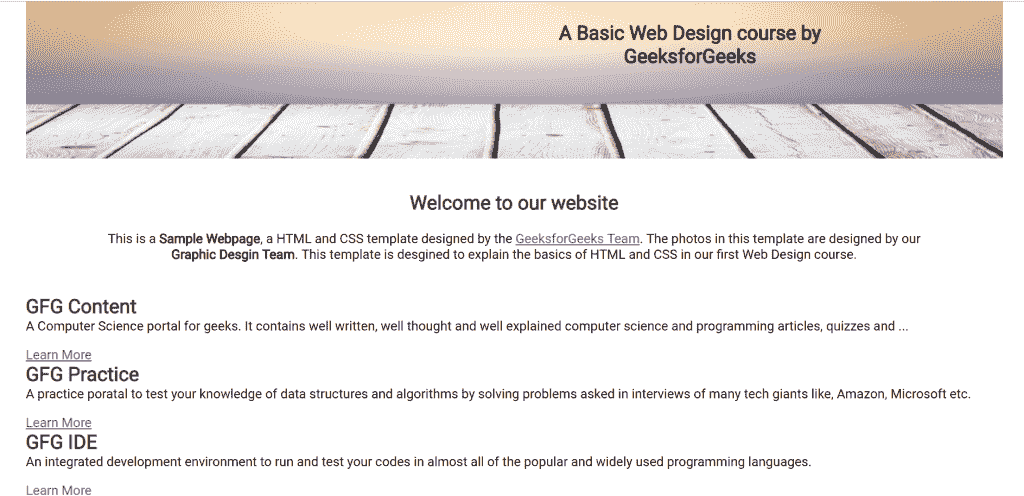 A Basic Web Design course by
GeeksforGeeks
Welcome to our website
This is a Sample Webpage, a HTML and CSS template designed by the GeeksforGeeks Team. The photos in this template are designed by our
Graphic Desgin Team. This template is desgined to explain the basics of HTML and CSS in our first Web Design course.
GFG Content
A Computer Science portal for geeks. It contains well written, well thought and well explained computer science and programming articles, quizzes and ...
Learn More
GFG Practice
A practice poratal to test your knowledge of data structures and algorithms by solving problems asked in interviews of many tech giants like, Amazon, Microsoft etc.
Learn More
GFG IDE
An integrated development environment to run and test your codes in almost all of the popular and widely used programming languages.
Learn More